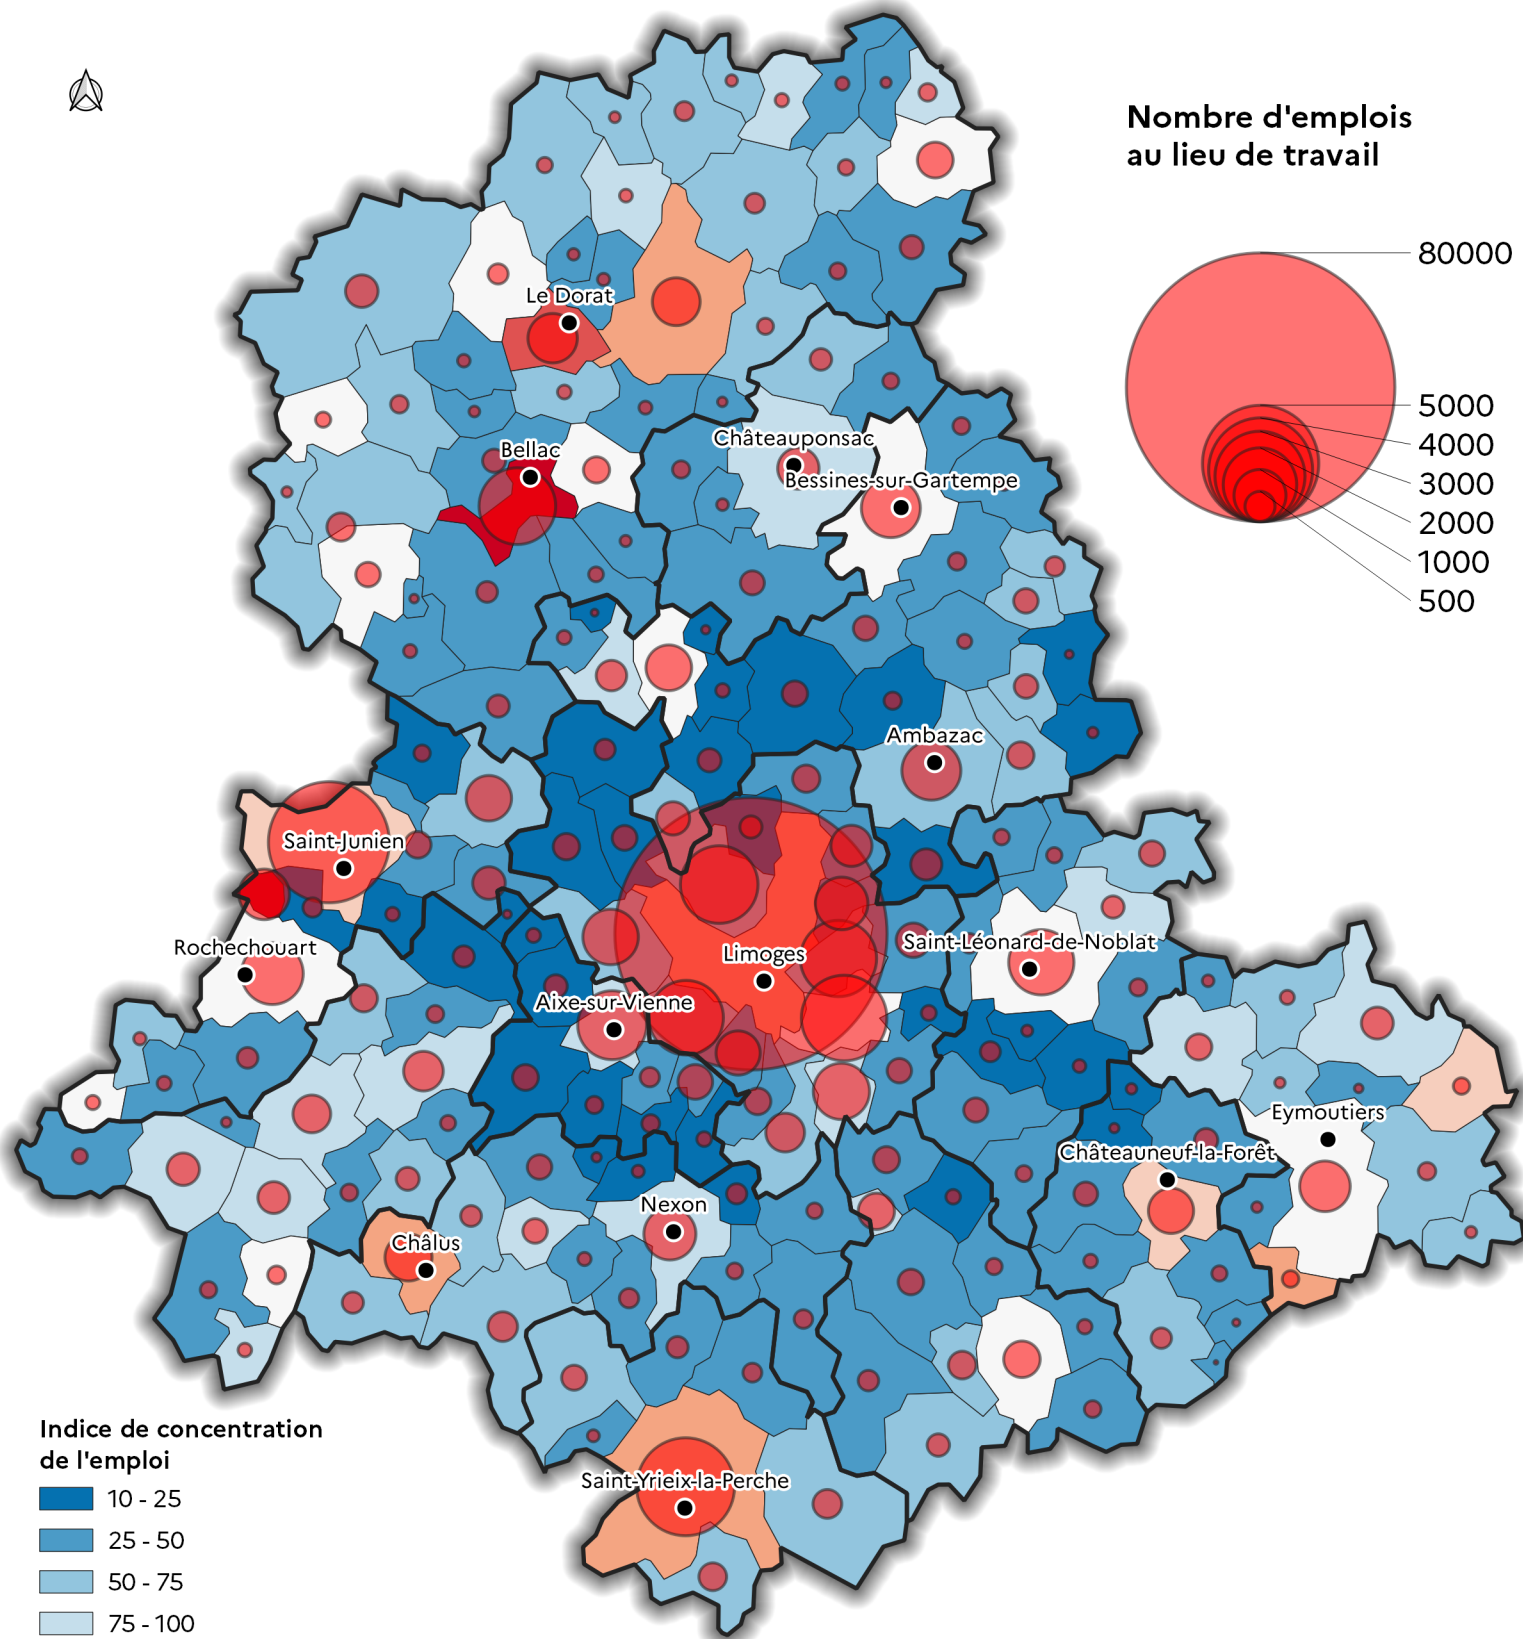 Nombre d'emplois
au lieu de travail
80000
5000
4000
3000
2000
1000
500
Le Dorat
Châteauponsac
Bellac
Bessines-sur-Gartempe
Ambazac
Saint-Junien
Rochechouart
Saint-Léonard-de-Noblat
Limoges
Aixe-sur-Vienne
Eymoutiers
Châteauneuf-la-Forêt
Nexon
Châlus
Saint-Yrieix-la-Perche
Indice de concentration
de l'emploi
10 - 25
25 - 50
50 - 75
75 - 100